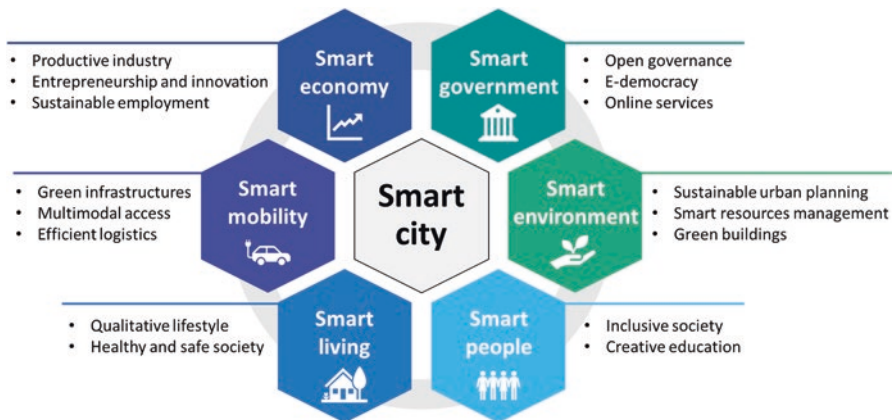 Smart
economy
• Productive industry
• Entrepreneurship and innovation
• Sustainable employment
Smart
government
• Open governance
• E-democracy
• Online services
Smart
mobility
• Green infrastructures
• Multimodal access
• Efficient logistics
Smart
city
Smart
environment
• Sustainable urban planning
• Smart resources management
• Green buildings
Smart
living
• Qualitative lifestyle
• Healthy and safe society
Smart
people
• Inclusive society
• Creative education